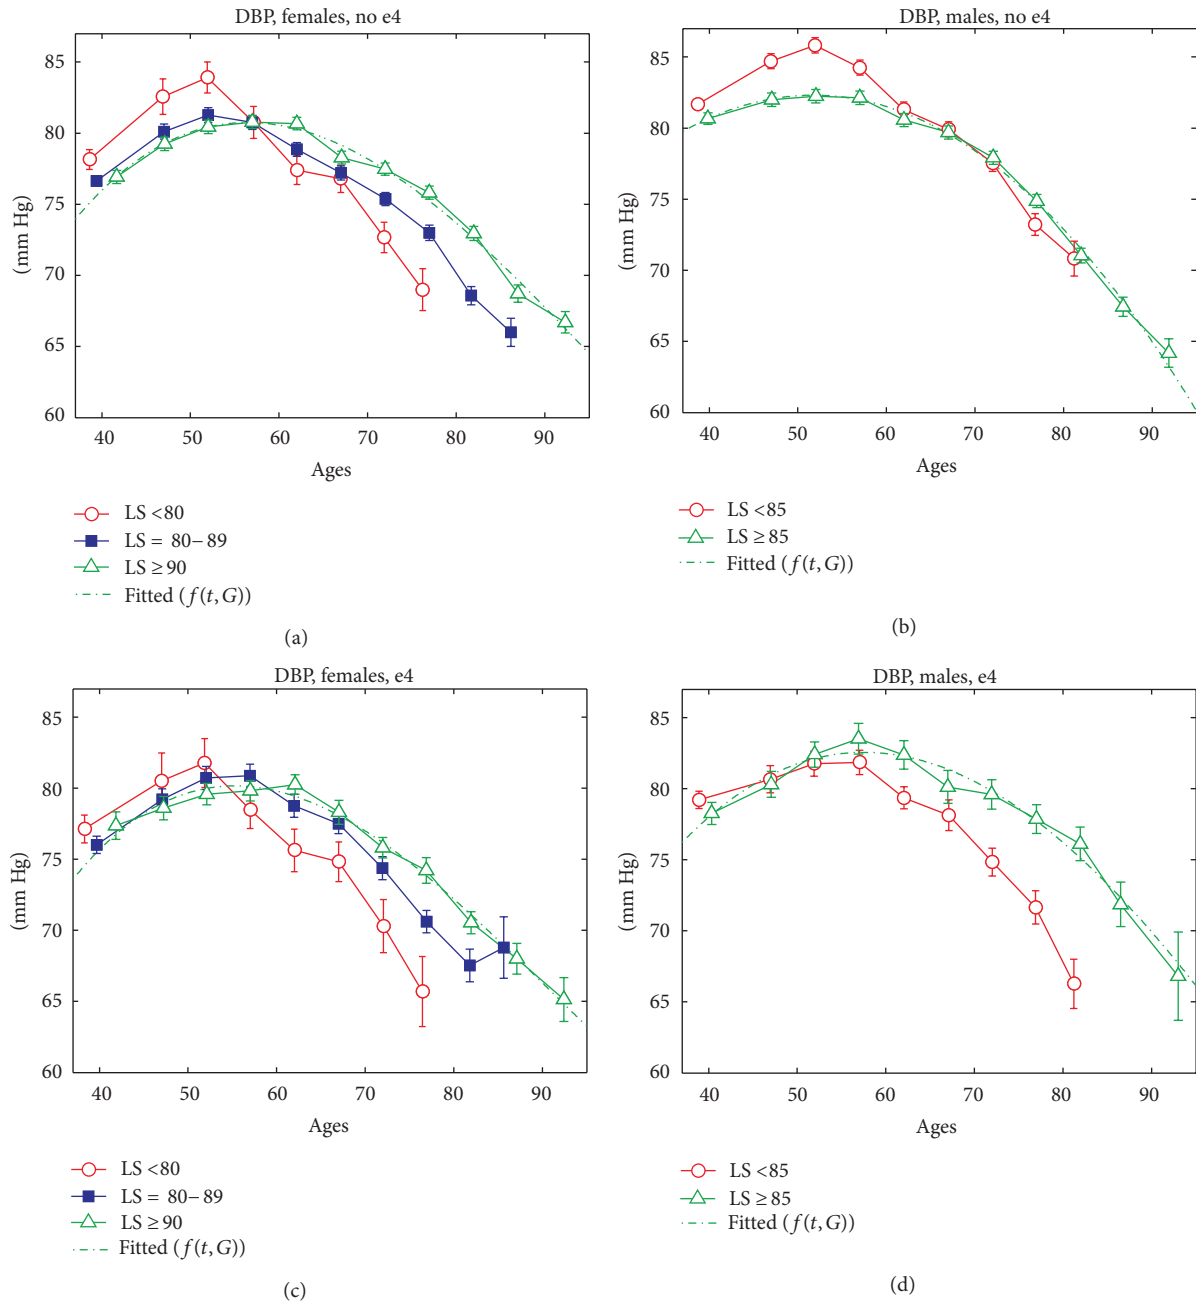 DBP, females, no e4
85
80
75
70
65
60
(mm Hg)
40 50 60 70 80 90
Ages
LS <80
LS = 80–89
LS ≥ 90
Fitted (f(t, G))
(a)
DBP, males, no e4
85
80
75
70
65
60
(mm Hg)
40 50 60 70 80 90
Ages
LS <85
LS ≥ 85
Fitted (f(t, G))
(b)
DBP, females, e4
85
80
75
70
65
60
(mm Hg)
40 50 60 70 80 90
Ages
LS <80
LS = 80–89
LS ≥ 90
Fitted (f(t, G))
(c)
DBP, males, e4
85
80
75
70
65
60
(mm Hg)
40 50 60 70 80 90
Ages
LS <85
LS ≥ 85
Fitted (f(t, G))
(d)